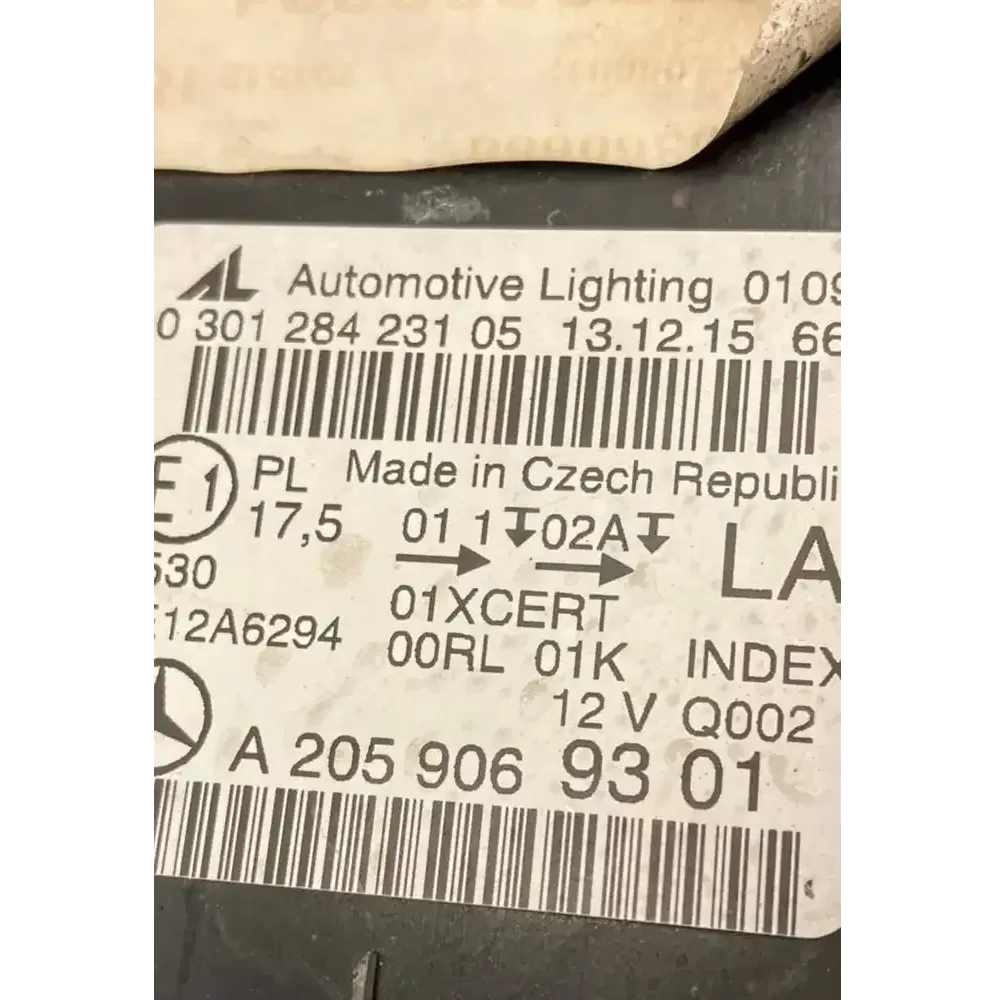 AL Automotive Lighting 0109
0 301 284 231 05 13.12.15 66
E1 PL Made in Czech Republi
17,5 01 1 02A LA
530
01XCERT
E12A6294 00RL 01K INDEX
12 V Q002
A 205 906 93 01